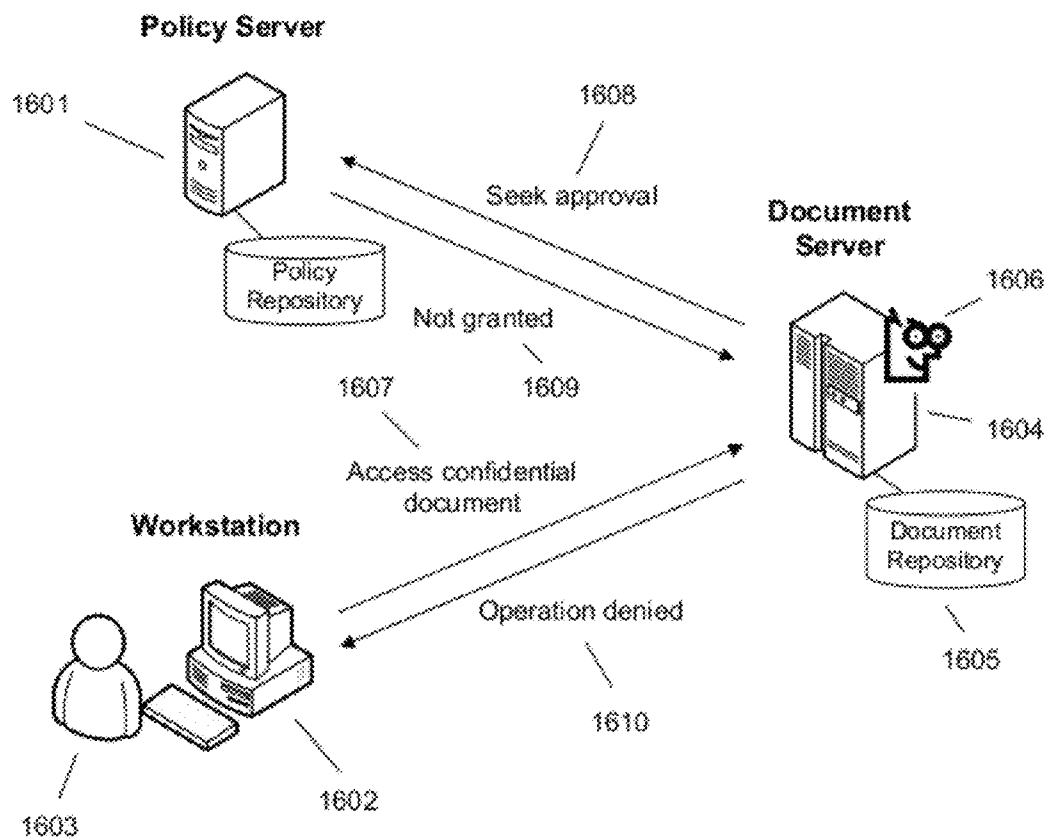 Policy Server
1601
1608
Seek approval
Document
Server
Policy
Repository
1606
Not granted
1607
1609
1604
Access confidential
document
Workstation
Document
Repository
Operation denied
1605
1610
1602
1603